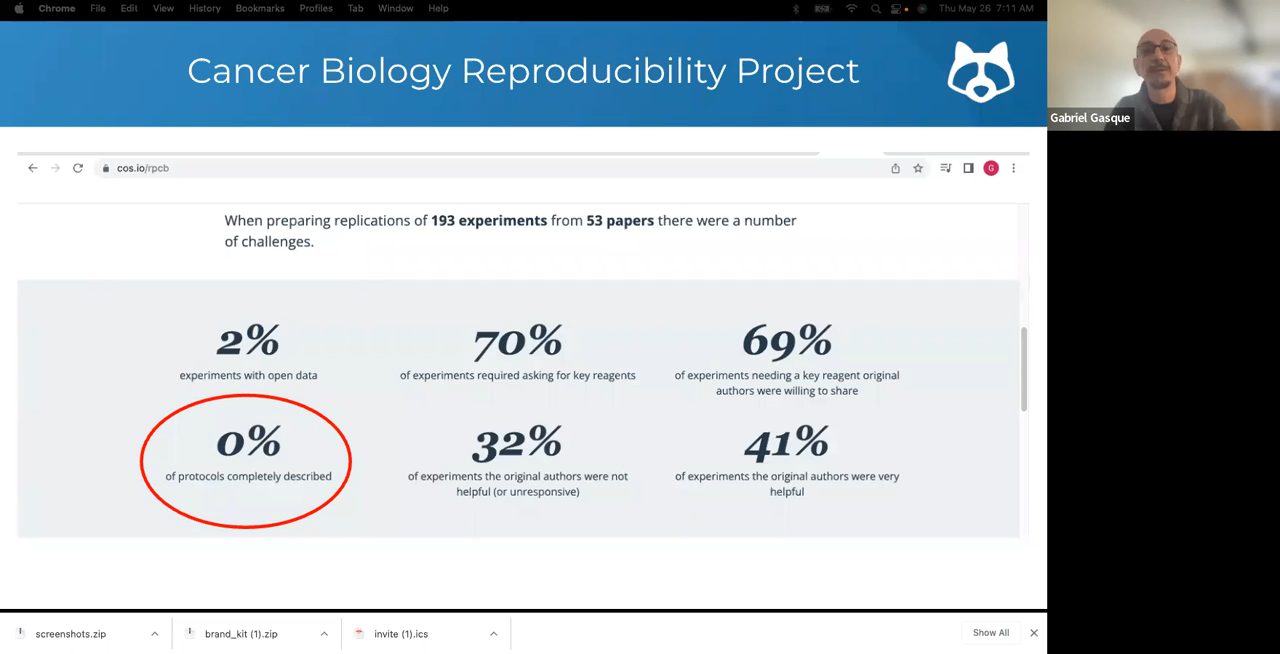 Chrome File Edit View History Bookmarks Profiles Tab Window Help Thu May 26 7:11 AM
Cancer Biology Reproducibility Project
Gabriel Gasque
cos.io/rpcb
G
When preparing replications of 193 experiments from 53 papers there were a number
of challenges.
2% 70% 69%
experiments with open data of experiments required asking for key reagents of experiments needing a key reagent original
authors were willing to share
0% 32% 41%
of protocols completely described of experiments the original authors were not of experiments the original authors were very
helpful (or unresponsive) helpful
screenshots.zip brand_kit (1).zip invite (1).ics Show All